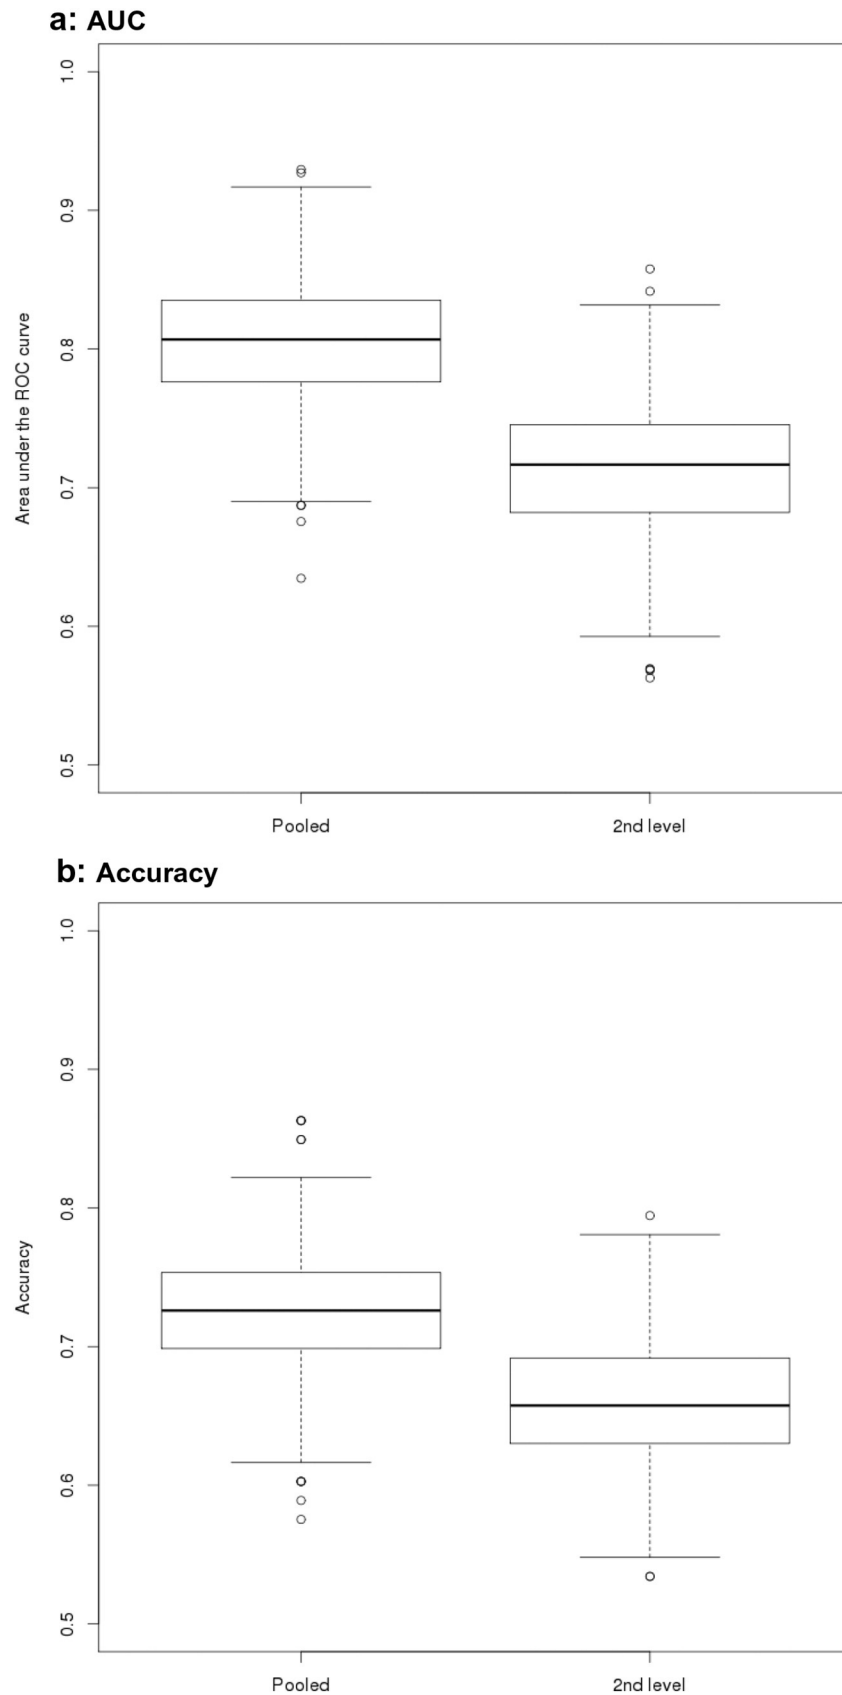 a: AUC
1.0
0.9
0.8
0.7
0.6
0.5
Area under the ROC curve
Pooled 2nd level
b: Accuracy
1.0
0.9
0.8
0.7
0.6
0.5
Accuracy
Pooled 2nd level